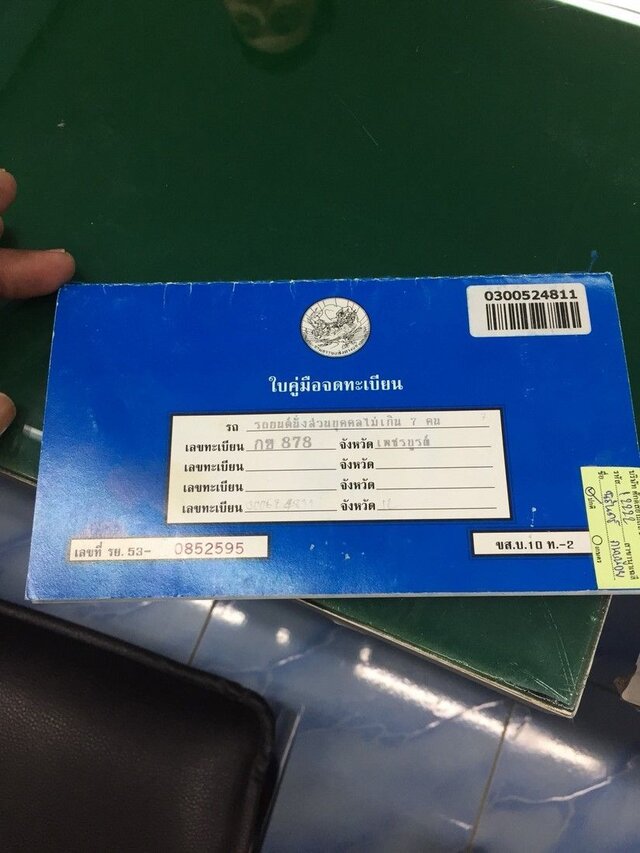 0300524811
ใบคู่มือจดทะเบียน
รถ รถยนต์นั่งส่วนบุคคลไม่เกิน 7 คน
เลขทะเบียน กข 878 จังหวัด เพชรบูรณ์
เลขทะเบียน จังหวัด
เลขทะเบียน จังหวัด
เลขทะเบียน จังหวัด
เลขที่ รย. 53- 0852595
ขส.บ.10 ท.-2